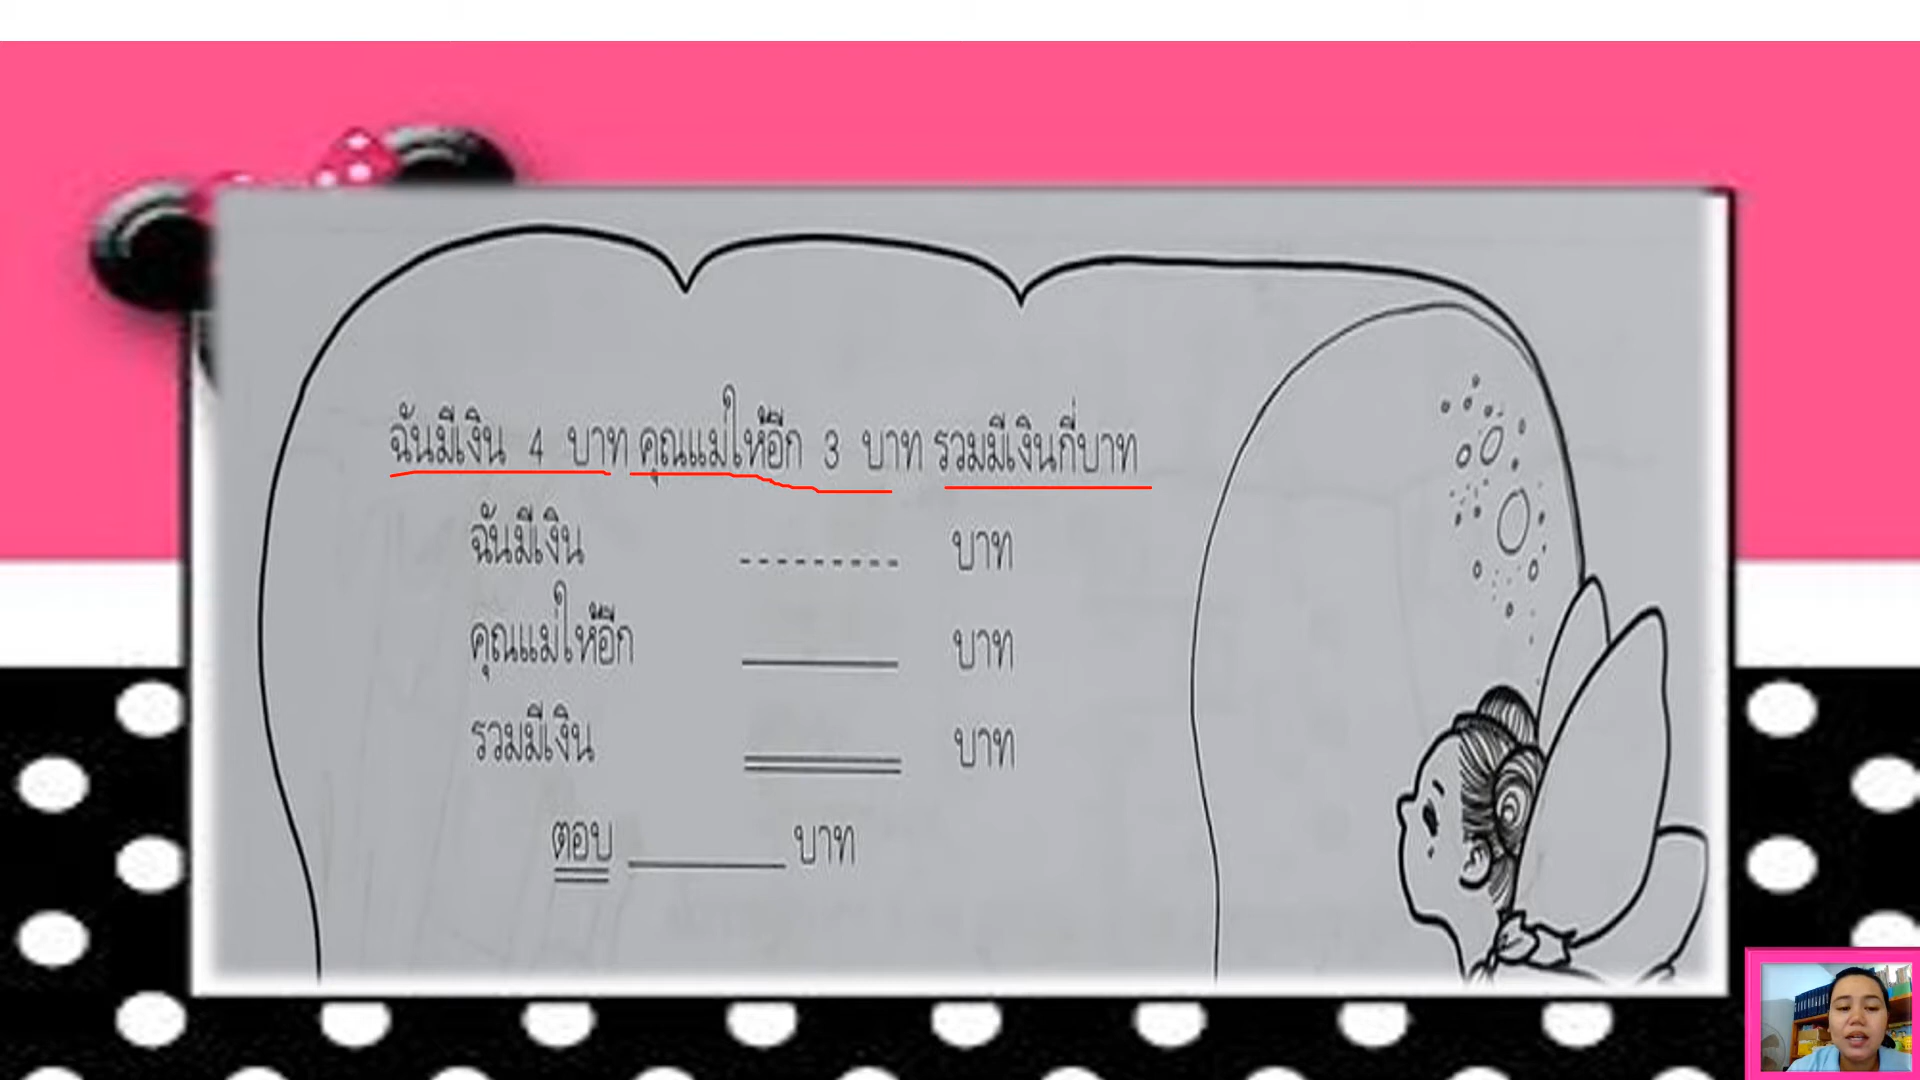 ฉันมีเงิน 4 บาท คุณแม่ให้อีก 3 บาท รวมมีเงินกี่บาท
ฉันมีเงิน --------- บาท
คุณแม่ให้อีก ________ บาท
รวมมีเงิน ________ บาท
ตอบ ________ บาท